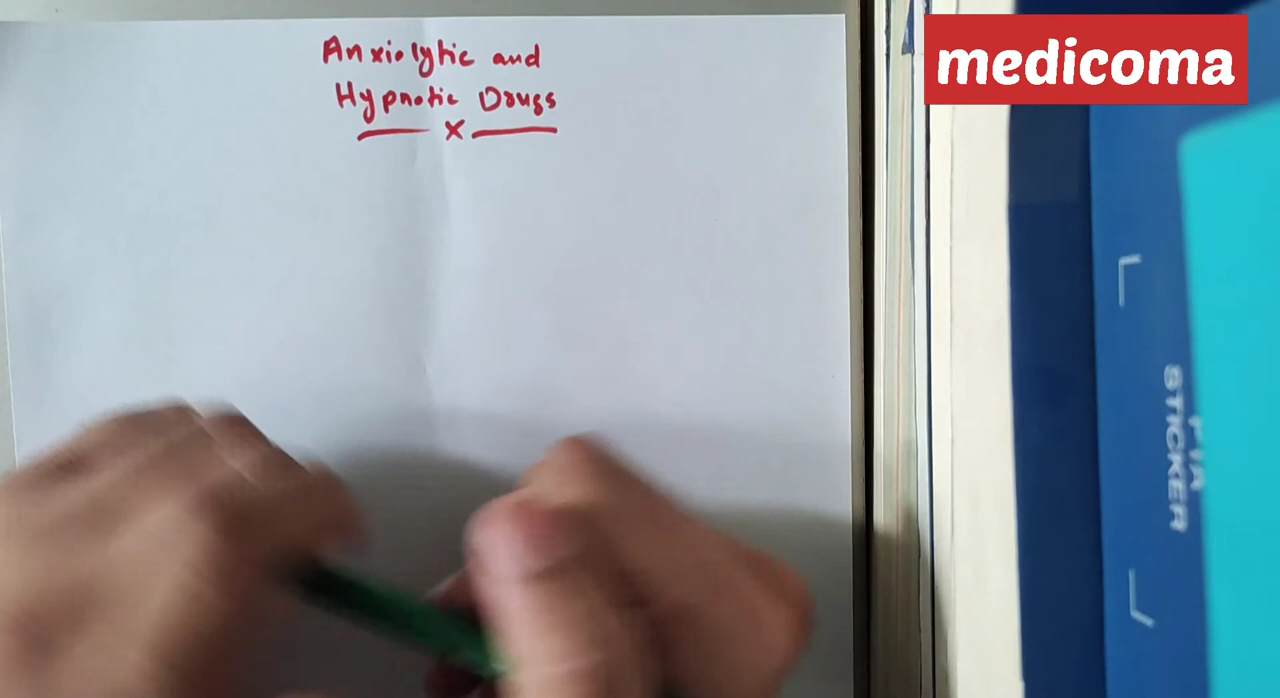 Anxiolytic and
Hypnotic Drugs
x
medicoma
STICKER